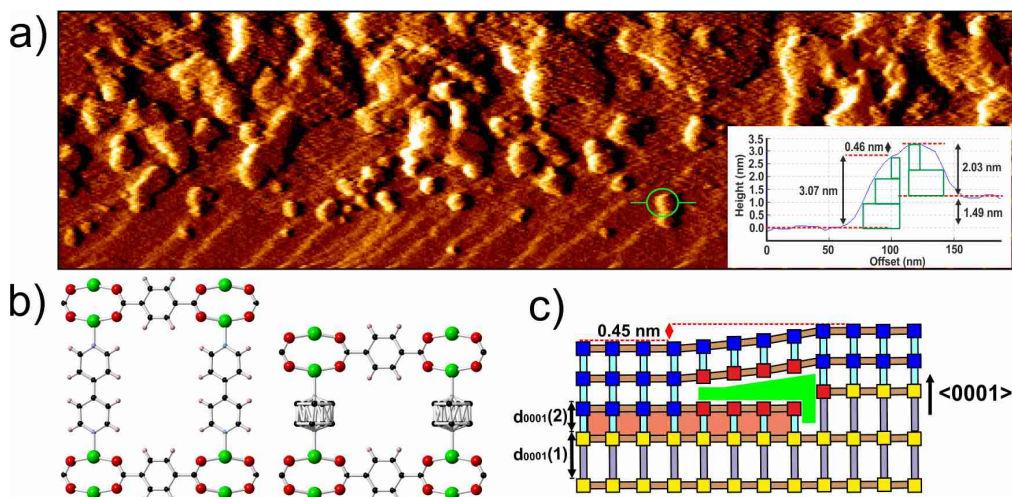 a)
3.5
3.0
2.5
2.0
1.5
1.0
0.5
0.0
Height (nm)
0.46 nm
3.07 nm
2.03 nm
1.49 nm
0
50
100
150
Offset (nm)
b)
c)
0.45 nm
<0001>
d0001(2)
d0001(1)